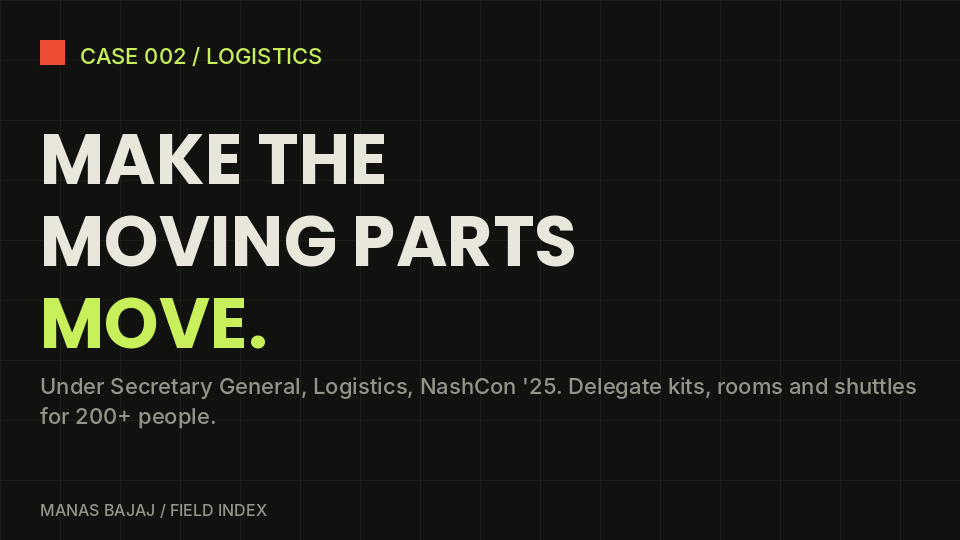 CASE 002 / LOGISTICS
MAKE THE
MOVING PARTS
MOVE.
Under Secretary General, Logistics, NashCon '25. Delegate kits, rooms and shuttles
for 200+ people.
MANAS BAJAJ / FIELD INDEX